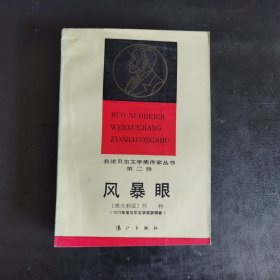 HUO NUOBEIER
WENXUEJIANG
ZUOJIACONGSHU
获诺贝尔文学奖作家丛书
第二辑
风暴眼
〔澳大利亚〕怀 特
(1973年诺贝尔文学奖获得者)
漓江出版社